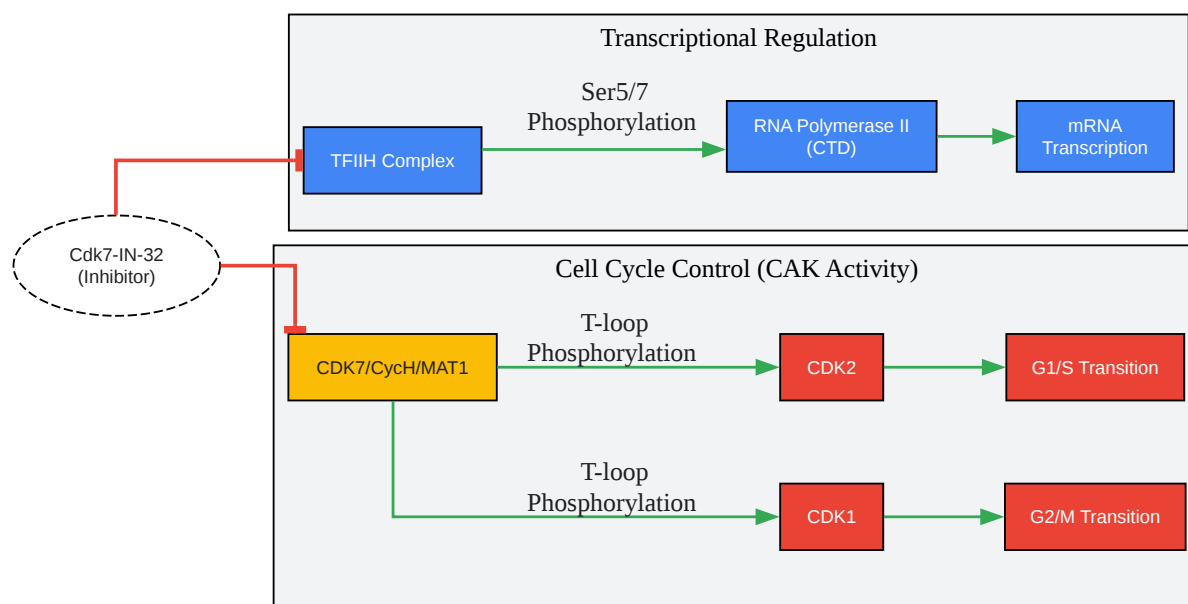 Transcriptional Regulation
Ser5/7
Phosphorylation
TFIIH Complex
RNA Polymerase II
(CTD)
mRNA
Transcription
Cdk7-IN-32
(Inhibitor)
Cell Cycle Control (CAK Activity)
T-loop
Phosphorylation
CDK7/CycH/MAT1
CDK2
G1/S Transition
T-loop
Phosphorylation
CDK1
G2/M Transition